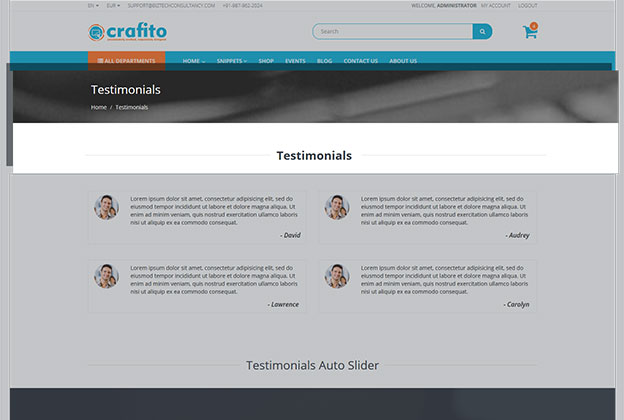 EN EUR SUPPORT@BIZTECHCONSULTANCY.COM +91-987-962-2024 WELCOME, ADMINISTRATOR MY ACCOUNT LOGOUT
crafito
Search
0
ALL DEPARTMENTS HOME SNIPPETS SHOP EVENTS BLOG CONTACT US ABOUT US
Testimonials
Home / Testimonials
Testimonials
Lorem ipsum dolor sit amet, consectetur adipisicing elit, sed do
eiusmod tempor incididunt ut labore et dolore magna aliqua. Ut
enim ad minim veniam, quis nostrud exercitation ullamco laboris
nisi ut aliquip ex ea commodo consequat.
- David
Lorem ipsum dolor sit amet, consectetur adipisicing elit, sed do
eiusmod tempor incididunt ut labore et dolore magna aliqua. Ut
enim ad minim veniam, quis nostrud exercitation ullamco laboris
nisi ut aliquip ex ea commodo consequat.
- Audrey
Lorem ipsum dolor sit amet, consectetur adipisicing elit, sed do
eiusmod tempor incididunt ut labore et dolore magna aliqua. Ut
enim ad minim veniam, quis nostrud exercitation ullamco laboris
nisi ut aliquip ex ea commodo consequat.
- Lawrence
Lorem ipsum dolor sit amet, consectetur adipisicing elit, sed do
eiusmod tempor incididunt ut labore et dolore magna aliqua. Ut
enim ad minim veniam, quis nostrud exercitation ullamco laboris
nisi ut aliquip ex ea commodo consequat.
- Carolyn
Testimonials Auto Slider